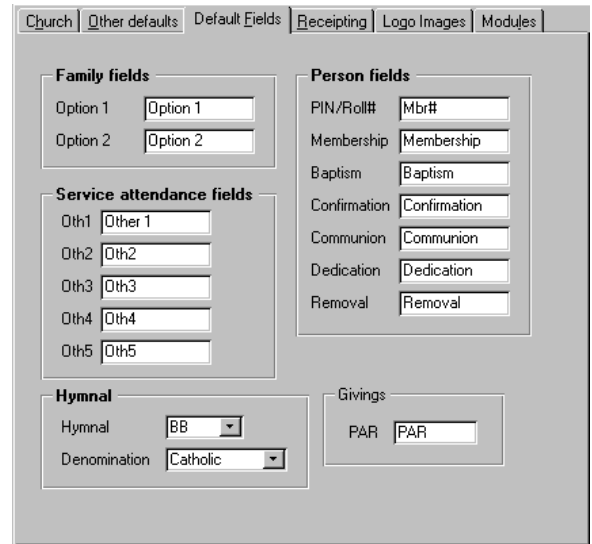 Church Other defaults Default Fields Receipting Logo Images Modules
Family fields
Option 1 Option 1
Option 2 Option 2
Service attendance fields
Oth1 Other 1
Oth2 Oth2
Oth3 Oth3
Oth4 Oth4
Oth5 Oth5
Person fields
PIN/Roll# Mbr#
Membership Membership
Baptism Baptism
Confirmation Confirmation
Communion Communion
Dedication Dedication
Removal Removal
Hymnal
Hymnal BB
Denomination Catholic
Givings
PAR PAR